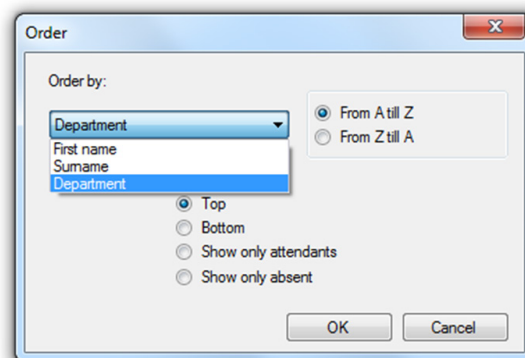 Order
Order by:
Department
From A till Z
From Z till A
First name
Surname
Department
Top
Bottom
Show only attendants
Show only absent
OK
Cancel